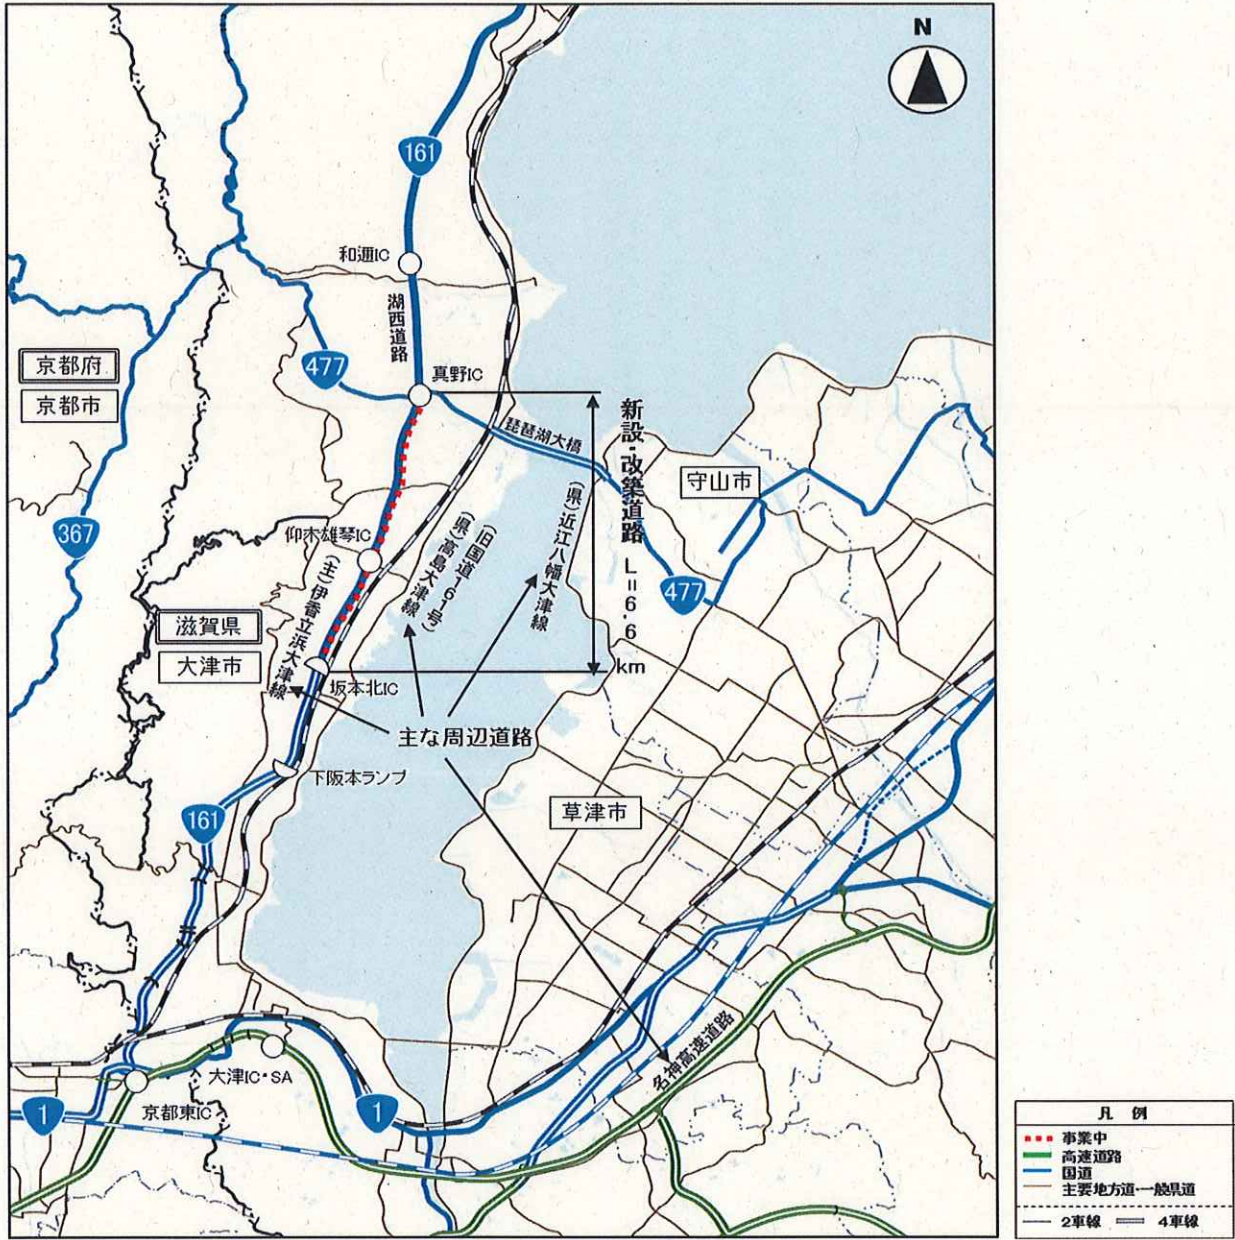 N
161
和邇IC
湖西道路
京都府
京都市
477
真野IC
琵琶湖大橋
新設・改築道路 L=6.6km
守山市
(県)近江八幡大津線
367
仰木雄琴IC
(旧国道161号)
(県)高島大津線
(主)伊香立浜大津線
477
滋賀県
大津市
坂本北IC
主な周辺道路
下阪本ランプ
161
草津市
名神高速道路
大津IC・SA
京都東IC
1
1
凡 例
事業中
高速道路
国道
主要地方道・一般県道
2車線
4車線